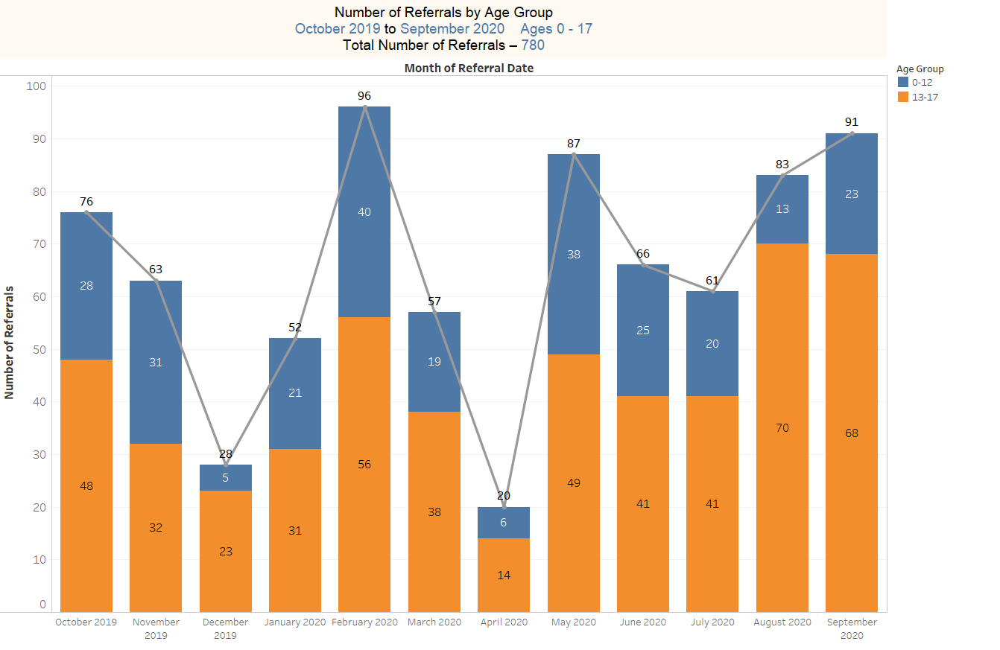 Number of Referrals by Age Group
October 2019 to September 2020 Ages 0 - 17
Total Number of Referrals – 780
Month of Referral Date
Age Group
0-12
13-17
Number of Referrals
100
90
80
70
60
50
40
30
20
10
0
76
28
48
63
31
32
28
5
23
52
21
31
96
40
56
57
19
38
20
6
14
87
38
49
66
25
41
61
20
41
83
13
70
91
23
68
October 2019
November
2019
December
2019
January 2020
February 2020
March 2020
April 2020
May 2020
June 2020
July 2020
August 2020
September
2020